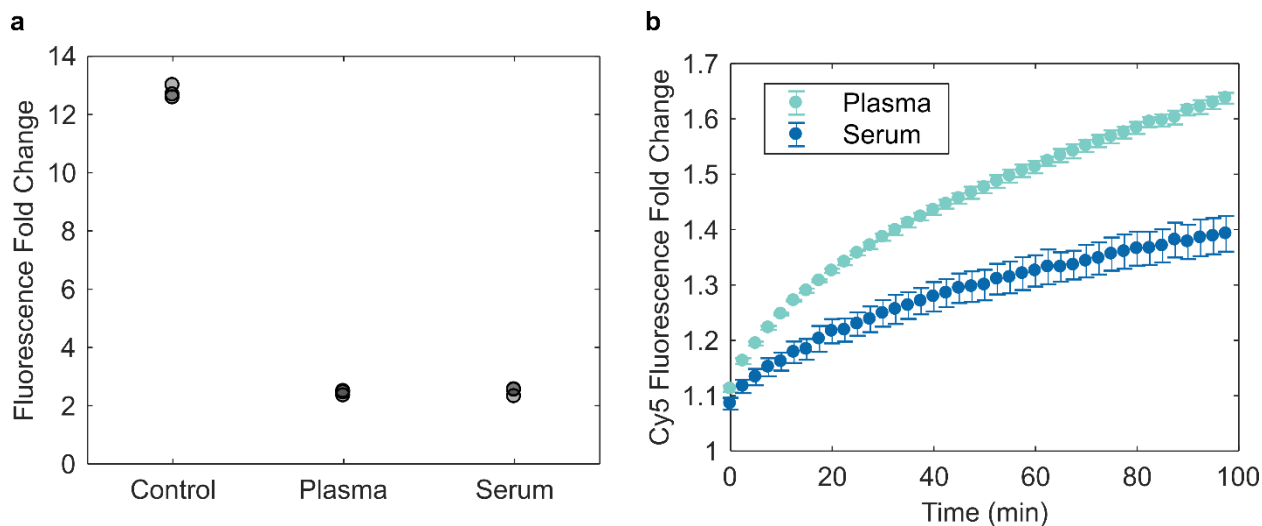 a
Fluorescence Fold Change
14
12
10
8
6
4
2
0
Control Plasma Serum
b
Cy5 Fluorescence Fold Change
1.7
1.6
1.5
1.4
1.3
1.2
1.1
1
Plasma
Serum
0 20 40 60 80 100
Time (min)